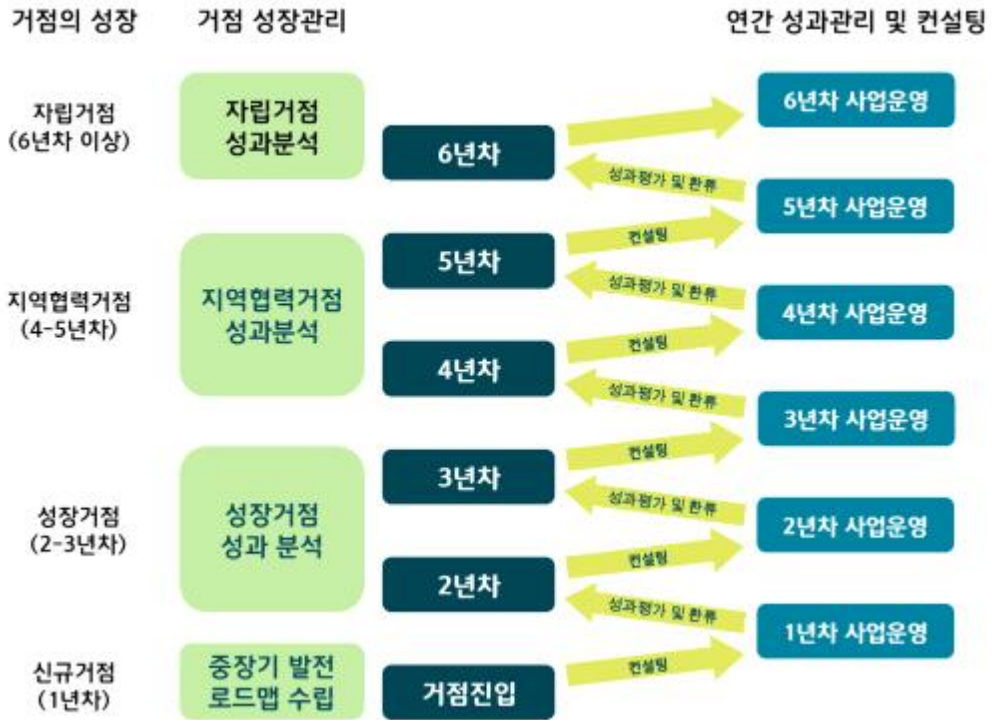 거점의 성장
거점 성장관리
연간 성과관리 및 컨설팅
자립거점
(6년차 이상)
자립거점
성과분석
6년차
6년차 사업운영
성과평가 및 환류
5년차 사업운영
컨설팅
5년차
지역협력거점
(4-5년차)
지역협력거점
성과분석
성과평가 및 환류
4년차 사업운영
컨설팅
4년차
성과평가 및 환류
3년차 사업운영
컨설팅
3년차
성장거점
(2-3년차)
성장거점
성과 분석
성과평가 및 환류
2년차 사업운영
컨설팅
2년차
성과평가 및 환류
1년차 사업운영
컨설팅
신규거점
(1년차)
중장기 발전
로드맵 수립
거점진입